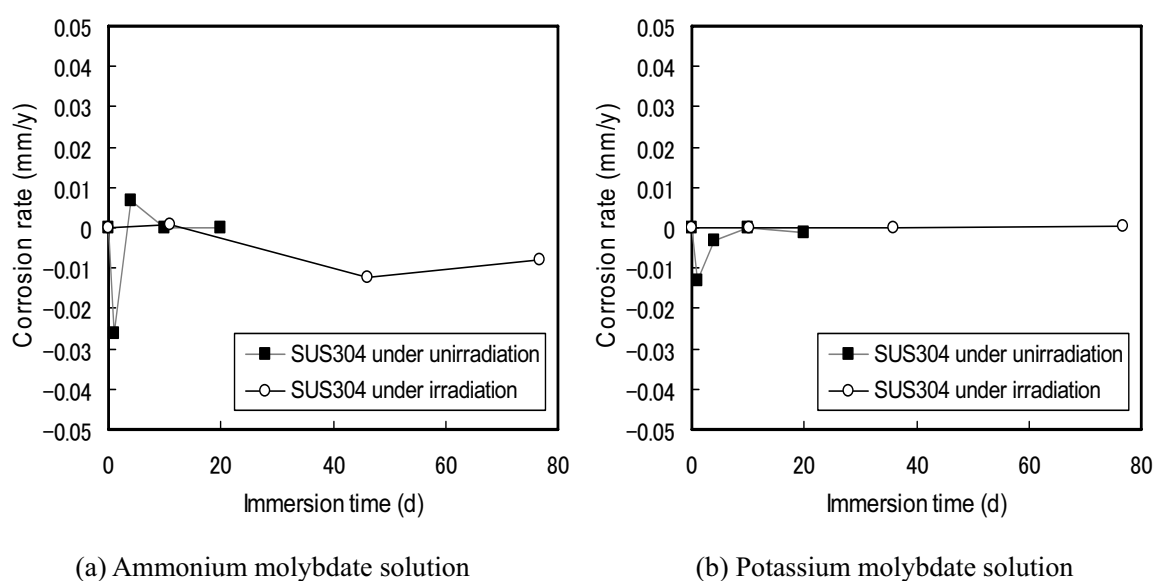 0.05
0.04
0.03
0.02
0.01
0
−0.01
−0.02
−0.03
−0.04
−0.05
Corrosion rate (mm/y)
SUS304 under unirradiation
SUS304 under irradiation
0 20 40 60 80
Immersion time (d)
(a) Ammonium molybdate solution
0.05
0.04
0.03
0.02
0.01
0
−0.01
−0.02
−0.03
−0.04
−0.05
Corrosion rate (mm/y)
SUS304 under unirradiation
SUS304 under irradiation
0 20 40 60 80
Immersion time (d)
(b) Potassium molybdate solution